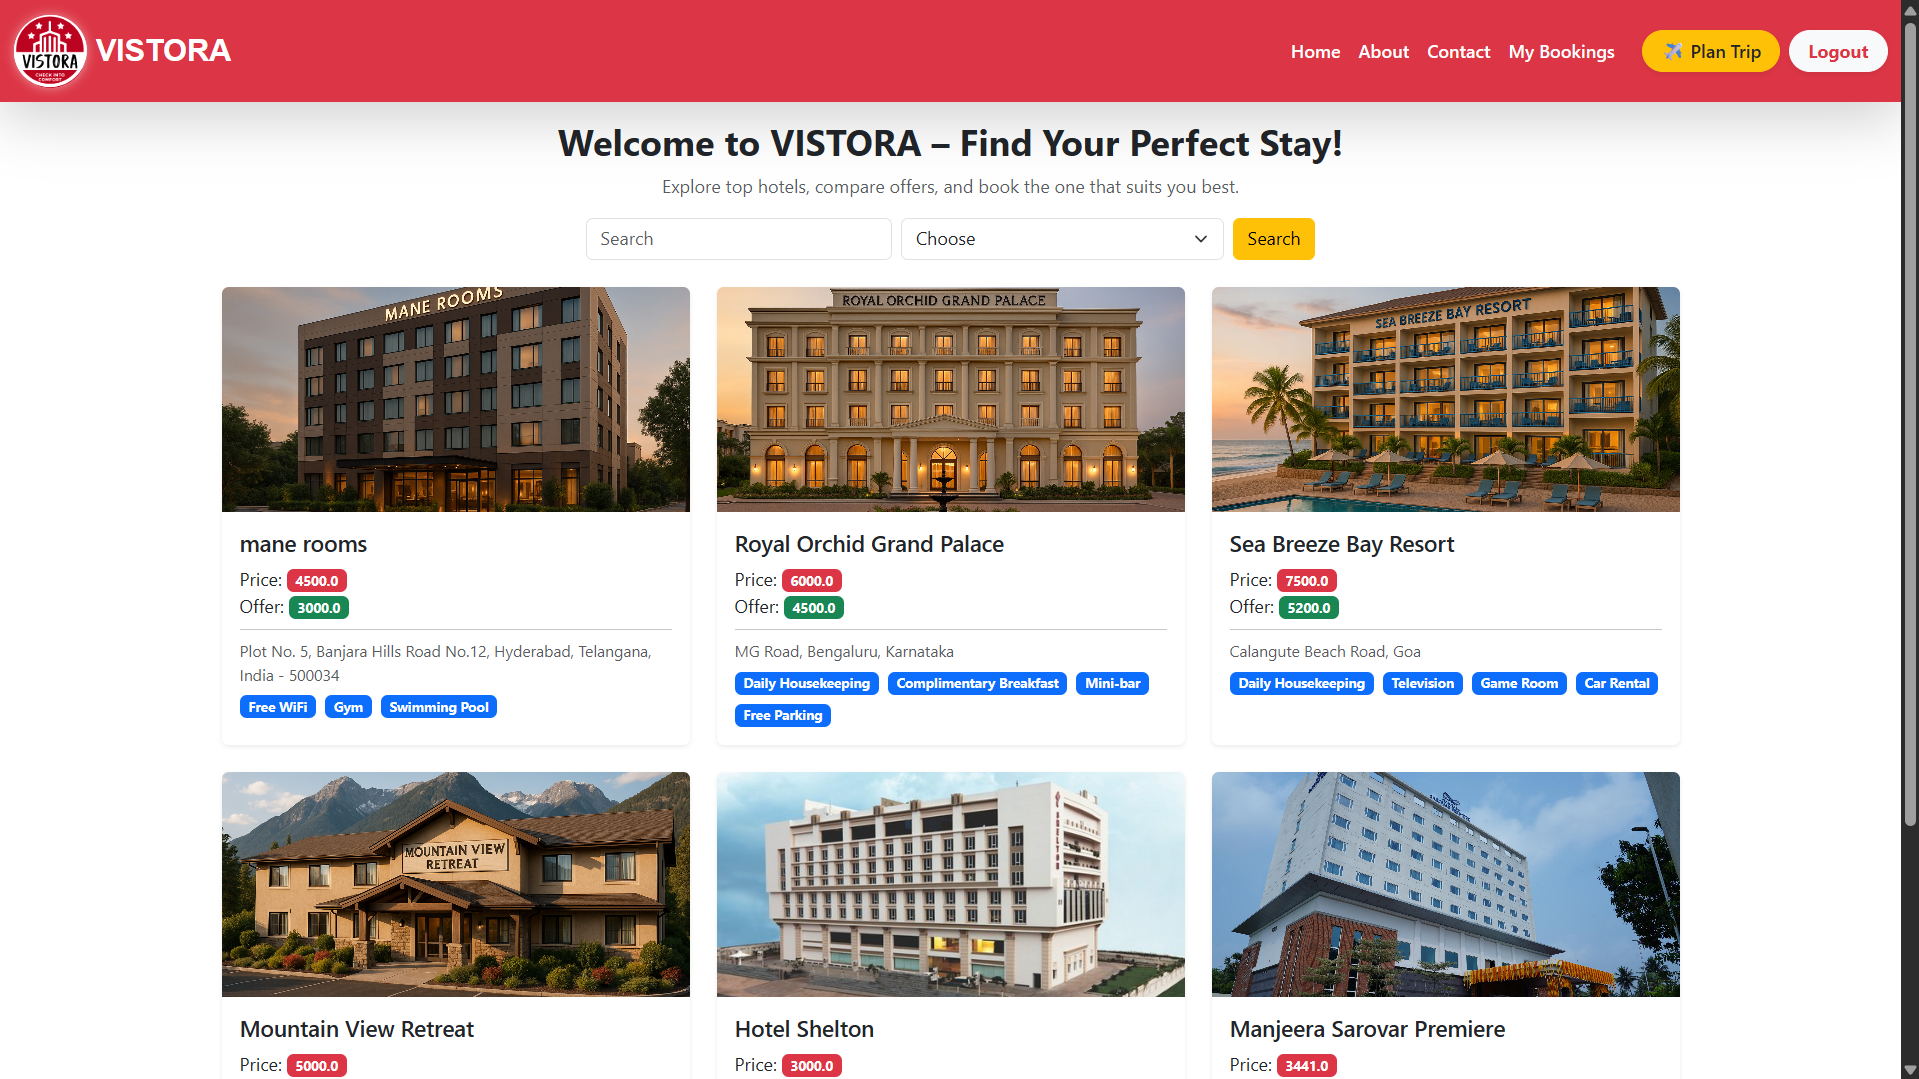 VISTORA
CHECK INTO
COMFORT
VISTORA
Home
About
Contact
My Bookings
Plan Trip
Logout
Welcome to VISTORA – Find Your Perfect Stay!
Explore top hotels, compare offers, and book the one that suits you best.
Search
Choose
Search
MANE ROOMS
mane rooms
Price: 4500.0
Offer: 3000.0
Plot No. 5, Banjara Hills Road No.12, Hyderabad, Telangana,
India - 500034
Free WiFi
Gym
Swimming Pool
ROYAL ORCHID GRAND PALACE
Royal Orchid Grand Palace
Price: 6000.0
Offer: 4500.0
MG Road, Bengaluru, Karnataka
Daily Housekeeping
Complimentary Breakfast
Mini-bar
Free Parking
SEA BREEZE BAY RESORT
Sea Breeze Bay Resort
Price: 7500.0
Offer: 5200.0
Calangute Beach Road, Goa
Daily Housekeeping
Television
Game Room
Car Rental
MOUNTAIN VIEW
RETREAT
Mountain View Retreat
Price: 5000.0
SHELTON
Hotel Shelton
Price: 3000.0
Manjeera Sarovar Premiere
Price: 3441.0